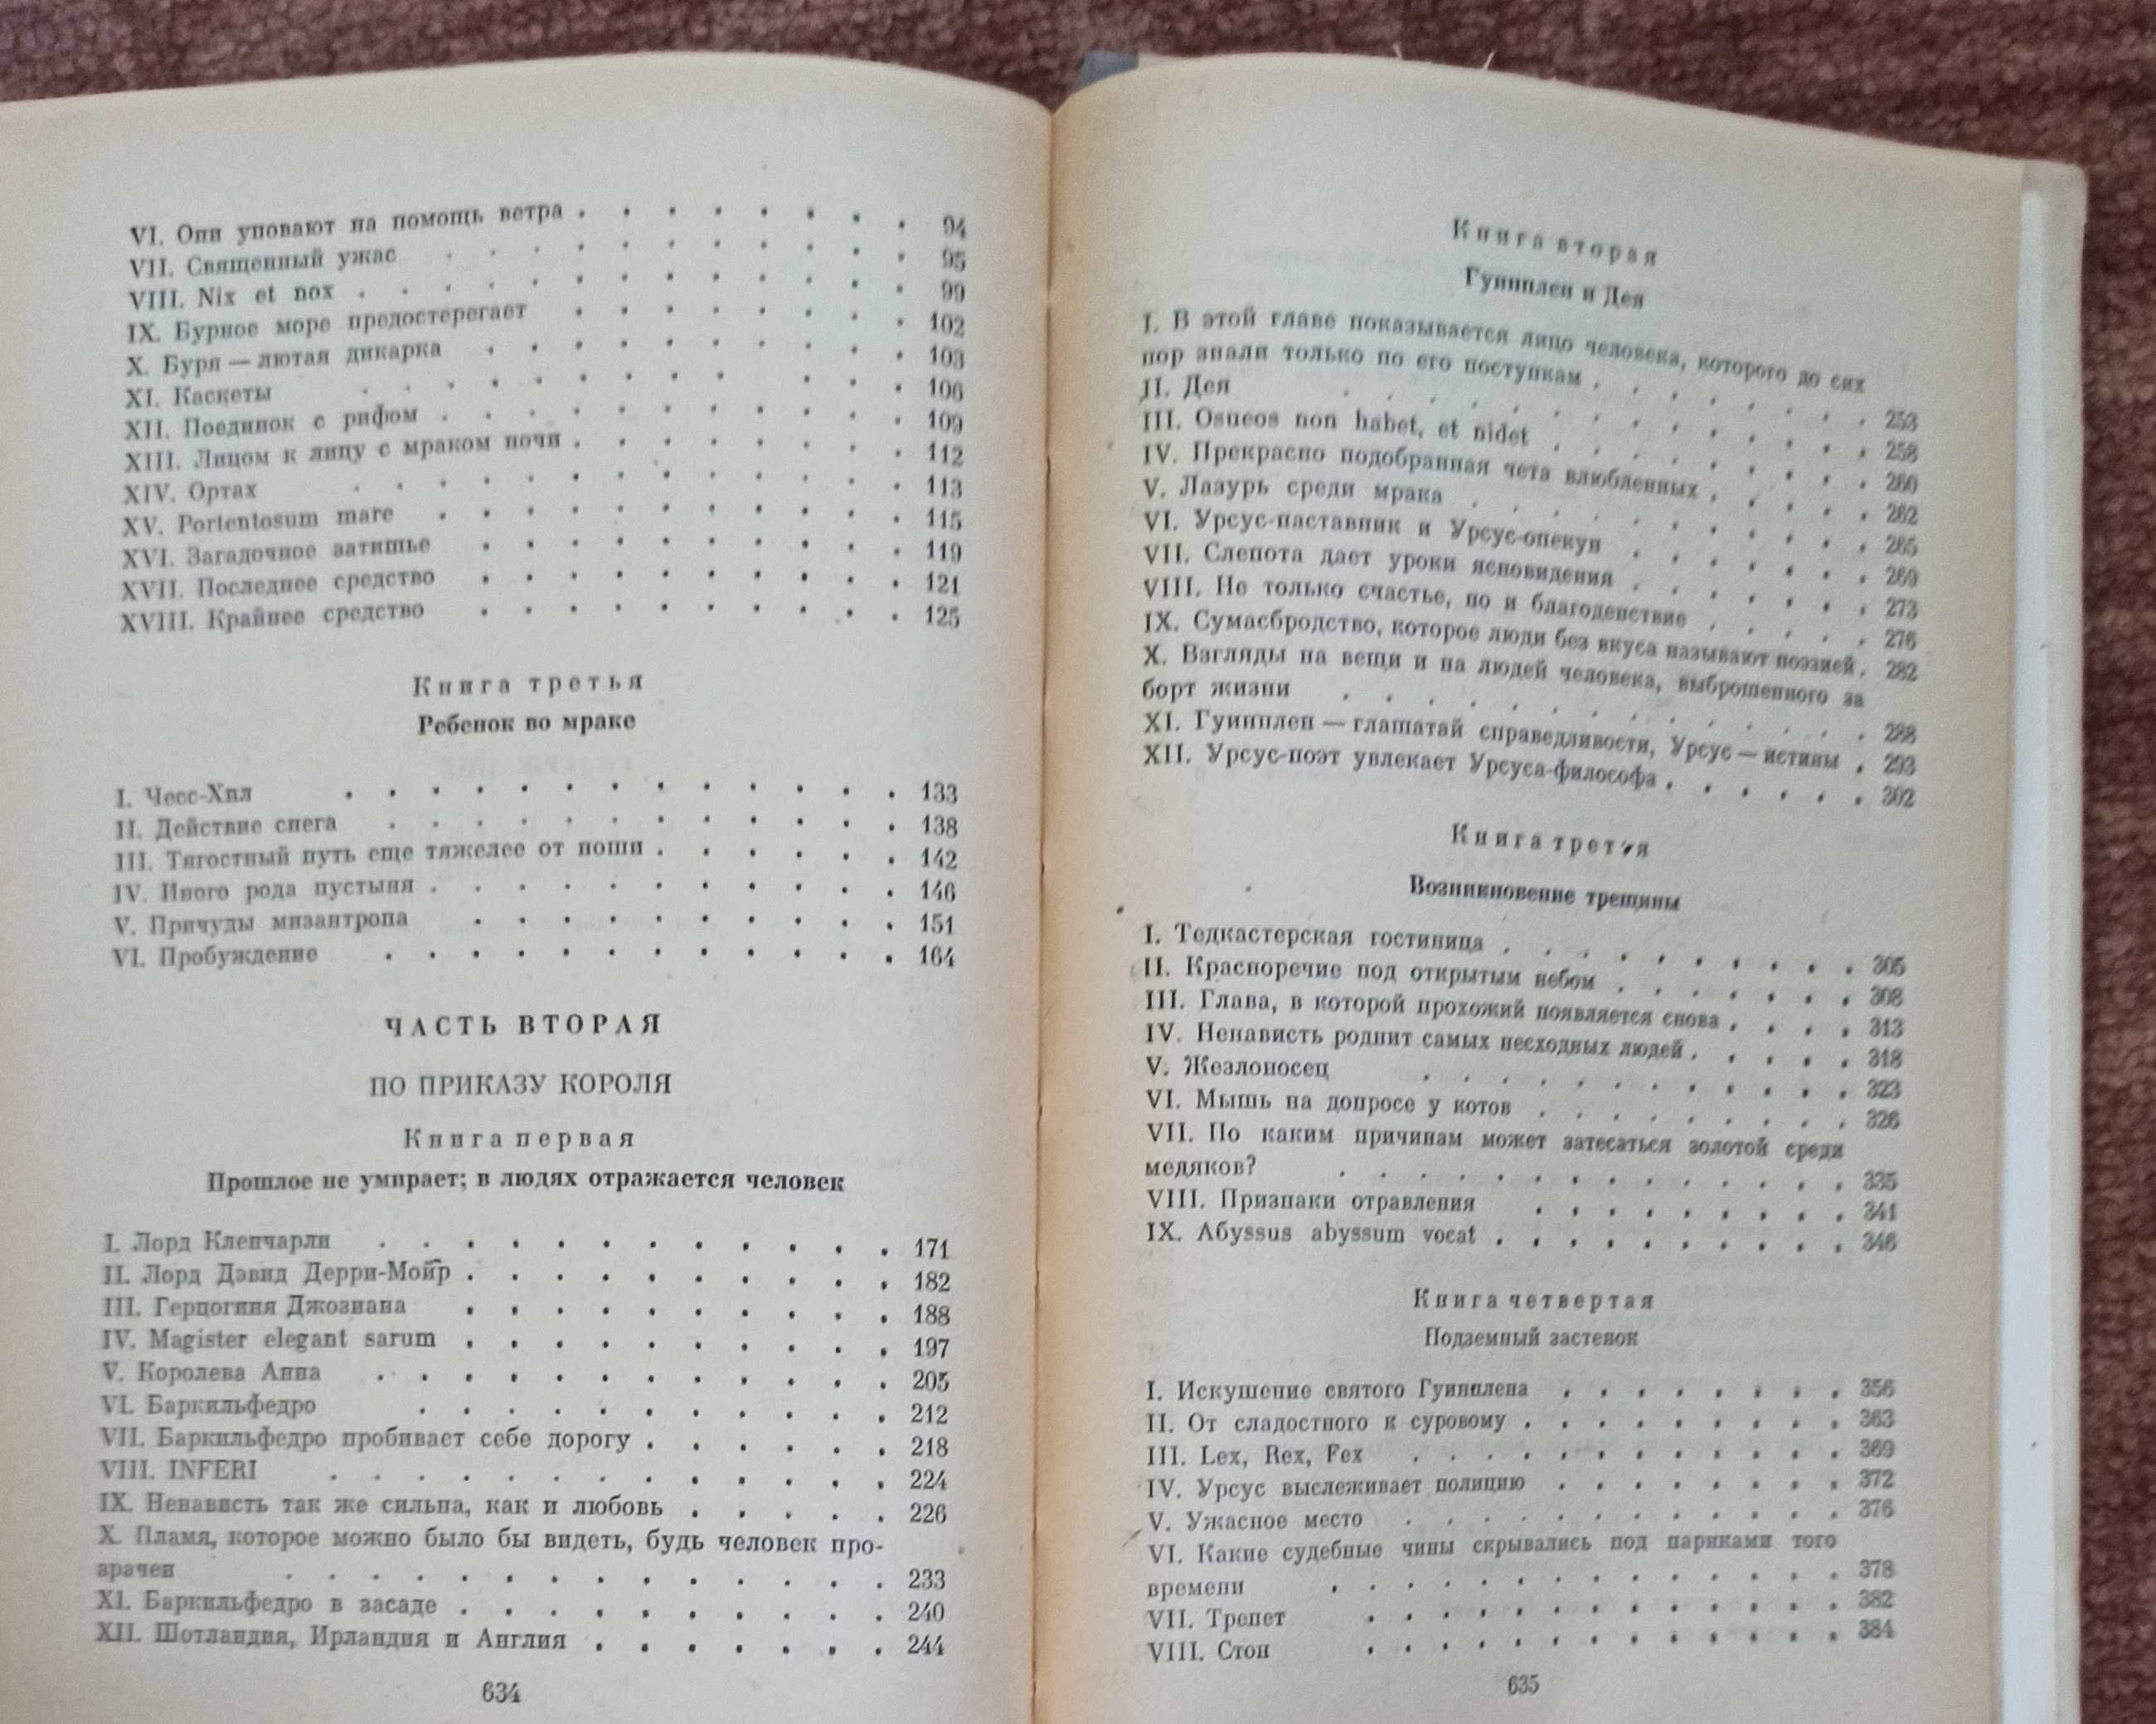 VI. Они уповают на помощь ветра . . . . . . . . 94
VII. Священный ужас . . . . . . . . . . . 95
VIII. Nix et nox . . . . . . . . . . . . . 99
IX. Бурное море предостерегает . . . . . . . . 102
X. Буря — лютая дикарка . . . . . . . . . . 103
XI. Каскеты . . . . . . . . . . . . 106
XII. Поединок с рифом . . . . . . . . . . . 109
XIII. Лицом к лицу с мраком ночи . . . . . . . . 112
XIV. Ортах . . . . . . . . . . . . . 113
XV. Portentosum mare . . . . . . . . . . . 115
XVI. Загадочное затишье . . . . . . . . . . 119
XVII. Последнее средство . . . . . . . . . . 121
XVIII. Крайнее средство . . . . . . . . . . 125
Книга третья
Ребенок во мраке
I. Чесс-Хил . . . . . . . . . . . . . 133
II. Действие снега . . . . . . . . . . . . 138
III. Тягостный путь еще тяжелее от ноши . . . . . . 142
IV. Иного рода пустыня . . . . . . . . . . . 146
V. Причуды мизантропа . . . . . . . . . . 151
VI. Пробуждение . . . . . . . . . . . . 164
ЧАСТЬ ВТОРАЯ
ПО ПРИКАЗУ КОРОЛЯ
Книга первая
Прошлое не умирает; в людях отражается человек
I. Лорд Кленчарли . . . . . . . . . . . . 171
II. Лорд Дэвид Дерри-Мойр . . . . . . . . . . 182
III. Герцогиня Джозиана . . . . . . . . . . 188
IV. Magister elegant sarum . . . . . . . . . . 197
V. Королева Анна . . . . . . . . . . . . 205
VI. Баркильфедро . . . . . . . . . . . 212
VII. Баркильфедро пробивает себе дорогу . . . . . . 218
VIII. INFERI . . . . . . . . . . . . . 224
IX. Ненависть так же сильна, как и любовь . . . . . 226
X. Пламя, которое можно было бы видеть, будь человек про-
зрачен . . . . . . . . . . . . . . 233
XI. Баркильфедро в засаде . . . . . . . . . . 240
XII. Шотландия, Ирландия и Англия . . . . . . . 244
634
Книга вторая
Гуинплен и Дея
I. В этой главе показывается лицо человека, которого до сих
пор знали только по его поступкам . . . . . . . . 253
II. Дея . . . . . . . . . . . . . 258
III. Osueos non habet, et nidet . . . . . . . . . 260
IV. Прекрасно подобранная чета влюбленных . . . . . 262
V. Лазурь среди мрака . . . . . . . . . . . 265
VI. Урсус-наставник и Урсус-опекун . . . . . . . 269
VII. Слепота дает уроки ясновидения . . . . . . . 273
VIII. Не только счастье, но и благоденствие . . . . . 276
IX. Сумасбродство, которое люди без вкуса называют поэзией . 282
X. Взгляды на вещи и на людей человека, выброшенного за
борт жизни . . . . . . . . . . . . . 288
XI. Гуинплен — глашатай справедливости, Урсус — истины . 293
XII. Урсус-поэт увлекает Урсуса-философа . . . . . . 302
Книга третья
Возникновение трещины
I. Тедкастерская гостиница . . . . . . . . . . 305
II. Красноречие под открытым небом . . . . . . . 308
III. Глава, в которой прохожий появляется снова . . . . 313
IV. Ненависть роднит самых несходных людей . . . . . 318
V. Жезлоносец . . . . . . . . . . . . 323
VI. Мышь на допросе у котов . . . . . . . . . 326
VII. По каким причинам может затесаться золотой среди
медяков? . . . . . . . . . . . . . . 335
VIII. Признаки отравления . . . . . . . . . 341
IX. Abyssus abyssum vocat . . . . . . . . . . 346
Книга четвертая
Подземный застенок
I. Искушение святого Гуинплена . . . . . . . . 356
II. От сладостного к суровому . . . . . . . . . 363
III. Lex, Rex, Fex . . . . . . . . . . . . 369
IV. Урсус выслеживает полицию . . . . . . . . 372
V. Ужасное место . . . . . . . . . . . . 376
VI. Какие судебные чины скрывались под париками того
времени . . . . . . . . . . . . . . 378
VII. Трепет . . . . . . . . . . . . . 382
VIII. Стон . . . . . . . . . . . . . 384
635